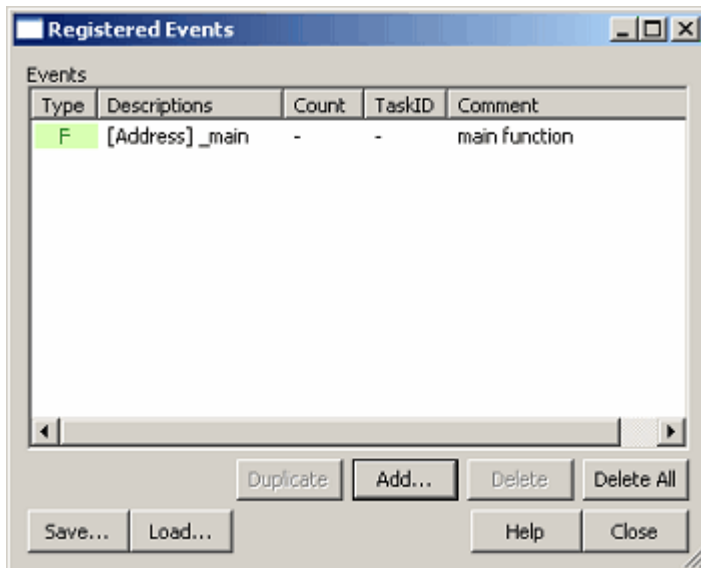 Registered Events
Events
Type Descriptions Count TaskID Comment
F [Address] _main - - main function
Duplicate Add... Delete Delete All
Save... Load... Help Close